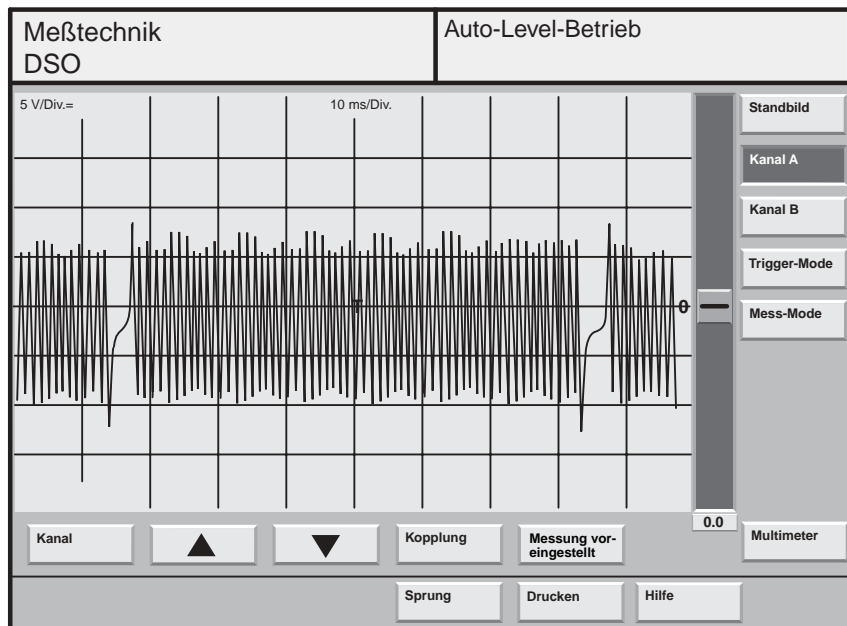 Meßtechnik
DSO
Auto-Level-Betrieb
5 V/Div.=
10 ms/Div.
Standbild
Kanal A
Kanal B
Trigger-Mode
Mess-Mode
T
0
0.0
Kanal
Kopplung
Messung vor-
eingestellt
Multimeter
Sprung
Drucken
Hilfe